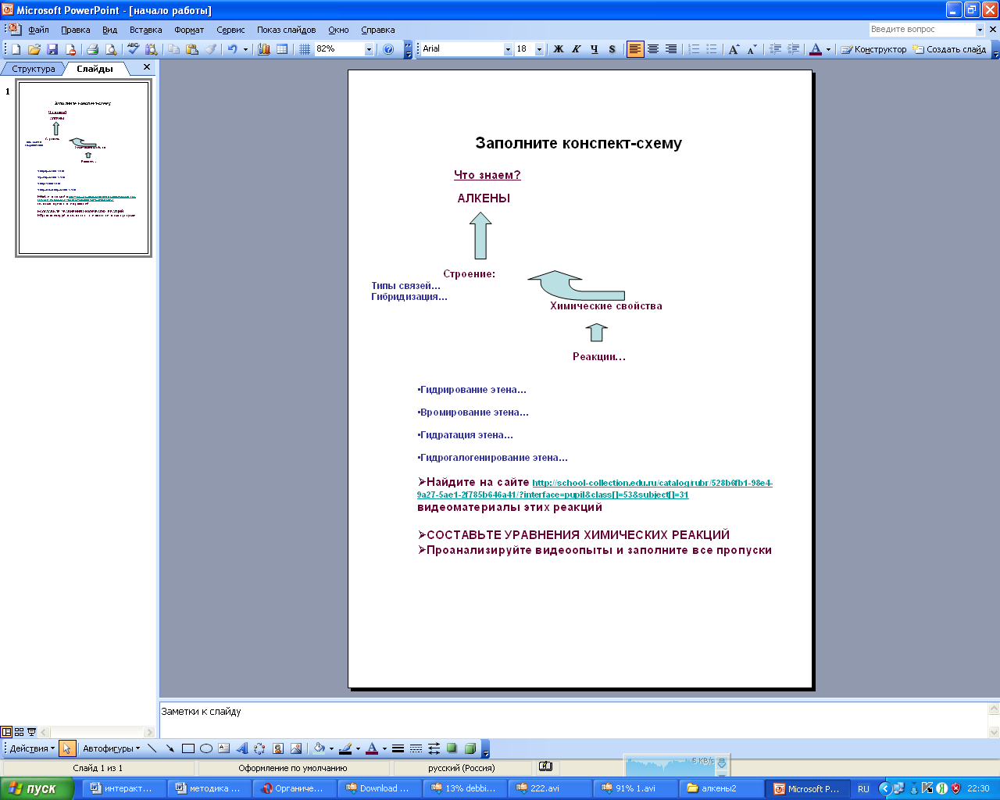 Microsoft PowerPoint - [начало работы]
Файл Правка Вид Вставка Формат Сервис Показ слайдов Окно Справка Введите вопрос
82% Arial 18 Ж К Ч S Конструктор Создать слайд
Структура Слайды
1
Заполните конспект-схему
Что знаем?
АЛКЕНЫ
Строение:
Типы связей...
Гибридизация...
Химические свойства
Реакции...
•Гидрирование этена...
•Вромирование этена...
•Гидратация этена...
•Гидрогалогенирование этена...
➢Найдите на сайте http://school-collection.edu.ru/catalog/rubr/528b6fb1-98e4-
9a27-5ae1-2f785b646a41/?interface=pupil&class[]=53&subject[]=31
видеоматериалы этих реакций
➢СОСТАВЬТЕ УРАВНЕНИЯ ХИМИЧЕСКИХ РЕАКЦИЙ
➢Проанализируйте видеоопыты и заполните все пропуски
Заметки к слайду
Действия Автофигуры
Слайд 1 из 1 Оформление по умолчанию русский (Россия) 5 KB/s
пуск интеракт... методика ... Органиче... Download ... 13% debbi... 222.avi 91% 1.avi алкены2 Microsoft P... RU 22:30